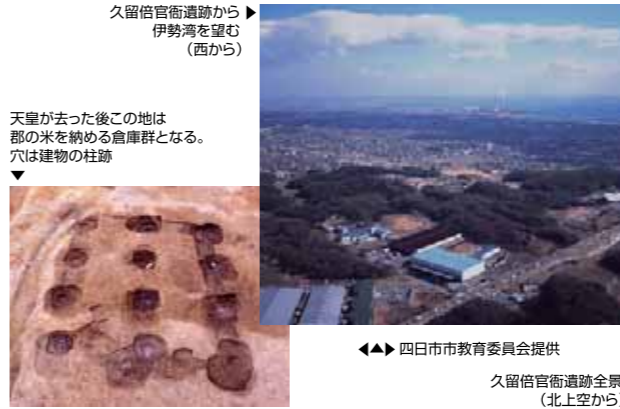 久留倍官衙遺跡から ▶
伊勢湾を望む
（西から）
天皇が去った後この地は
郡の米を納める倉庫群となる。
穴は建物の柱跡
▼
◀▲▶ 四日市市教育委員会提供
久留倍官衙遺跡全景
（北上空から）